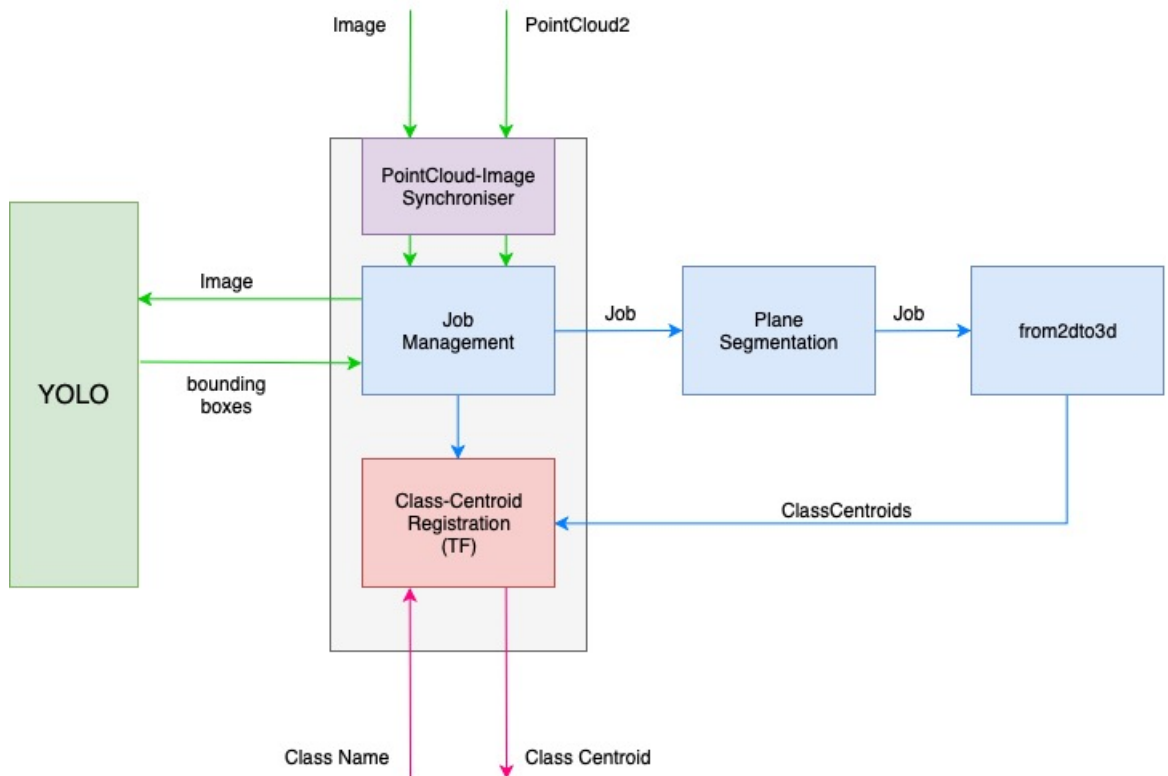 Image
PointCloud2
PointCloud-Image
Synchroniser
Image
Job
Management
Job
Plane
Segmentation
Job
from2dto3d
YOLO
bounding
boxes
Class-Centroid
Registration
(TF)
ClassCentroids
Class Name
Class Centroid